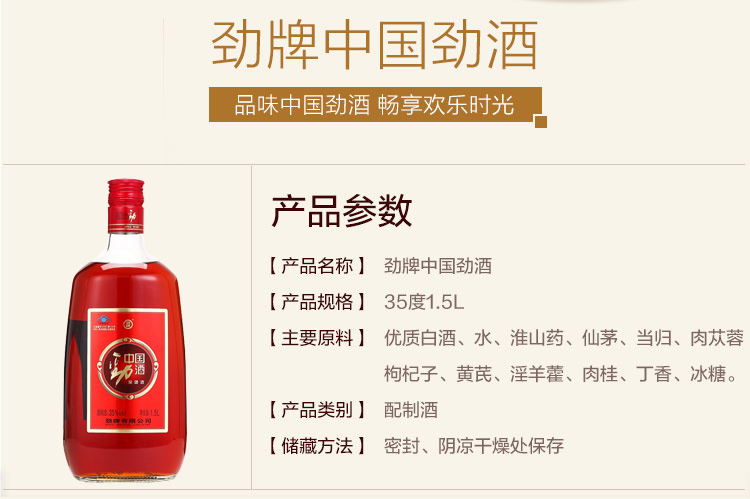 劲牌中国劲酒
品味中国劲酒 畅享欢乐时光
产品参数
【产品名称】 劲牌中国劲酒
【产品规格】 35度1.5L
【主要原料】 优质白酒、水、淮山药、仙茅、当归、肉苁蓉
枸杞子、黄芪、淫羊藿、肉桂、丁香、冰糖。
【产品类别】 配制酒
【储藏方法】 密封、阴凉干燥处保存
劲
中国
劲酒
劲牌有限公司